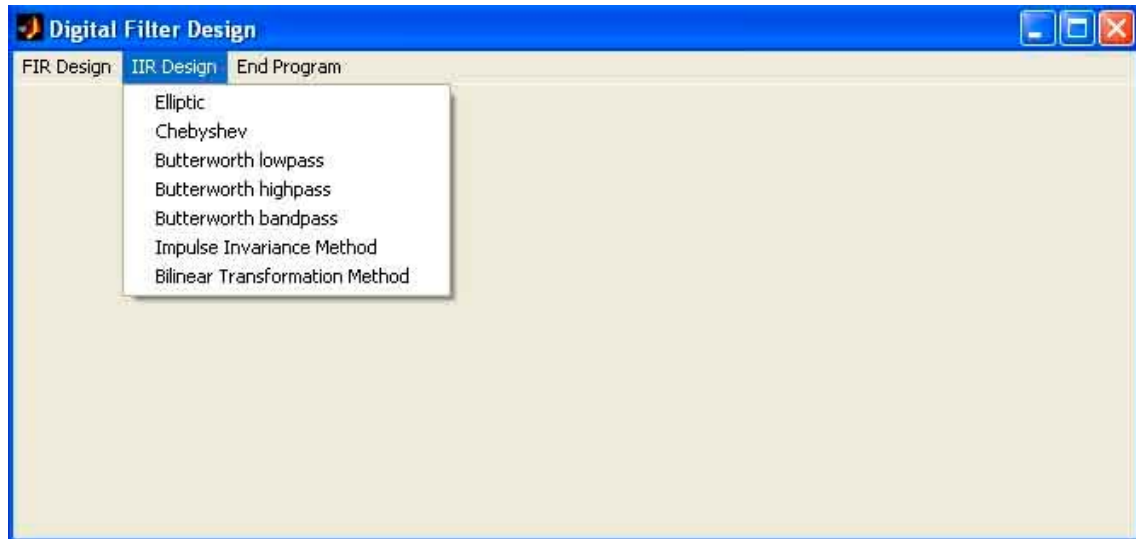 Digital Filter Design
FIR Design IIR Design End Program
Elliptic
Chebyshev
Butterworth lowpass
Butterworth highpass
Butterworth bandpass
Impulse Invariance Method
Bilinear Transformation Method